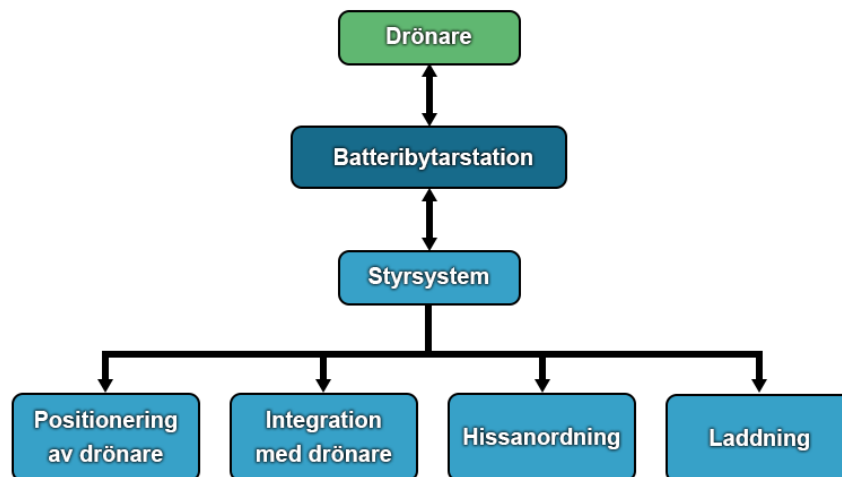 Drönare
Batteribytarstation
Styrsystem
Positionering
av drönare
Integration
med drönare
Hissanordning
Laddning